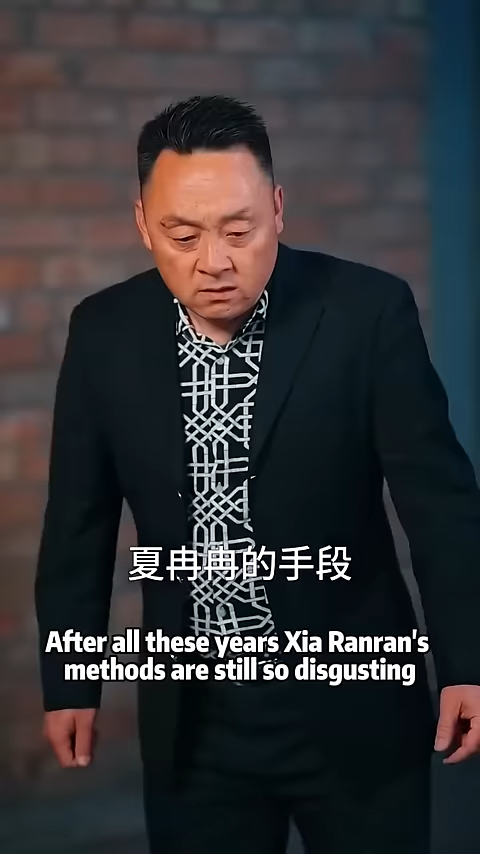 夏冉冉的手段
After all these years Xia Ranran's
methods are still so disgusting